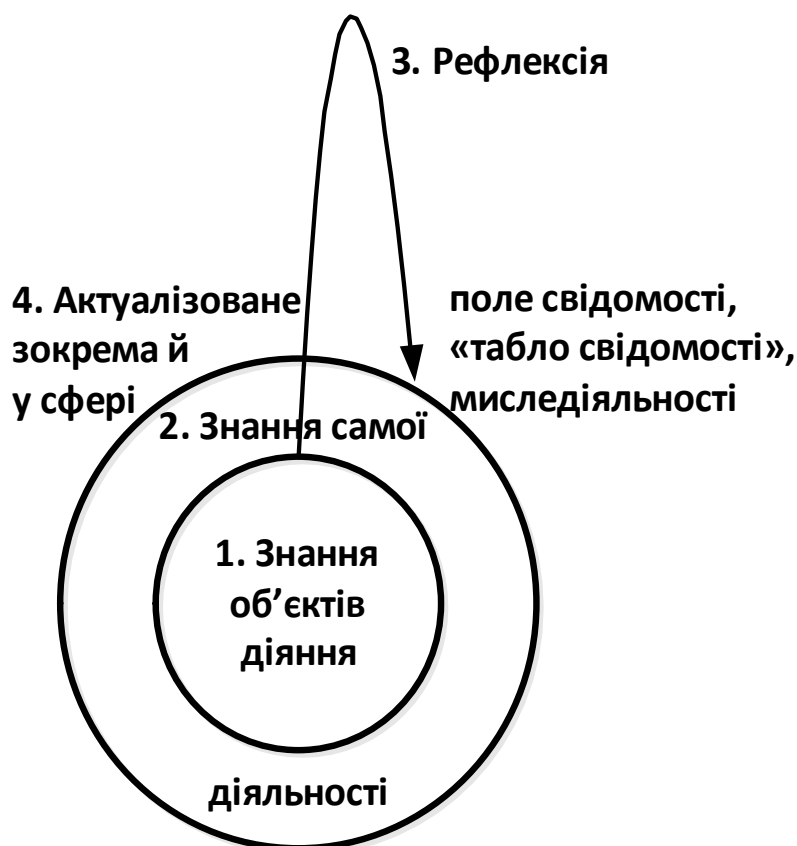 3. Рефлексія
4. Актуалізоване
зокрема й
у сфері
поле свідомості,
«табло свідомості»,
миследіяльності
2. Знання самої
1. Знання
об’єктів
діяння
діяльності